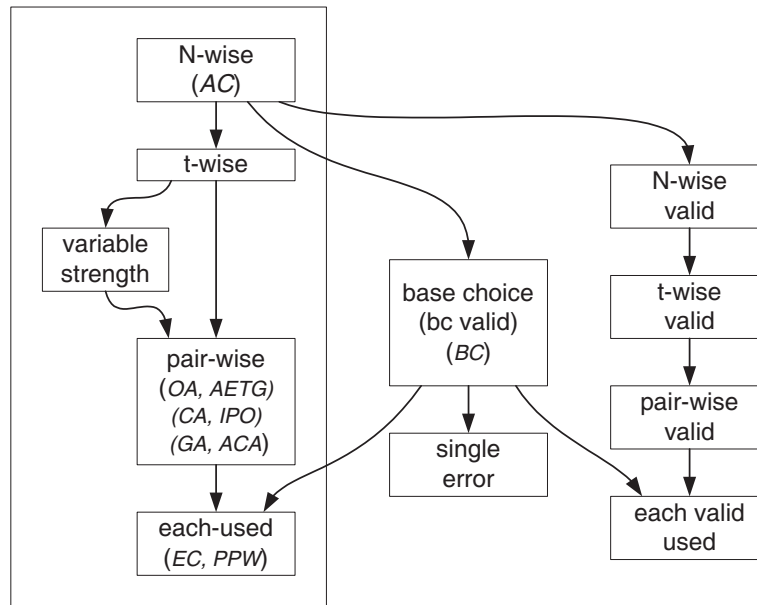 N-wise
(AC)
t-wise
variable
strength
pair-wise
(OA, AETG)
(CA, IPO)
(GA, ACA)
each-used
(EC, PPW)
base choice
(bc valid)
(BC)
single
error
N-wise
valid
t-wise
valid
pair-wise
valid
each valid
used